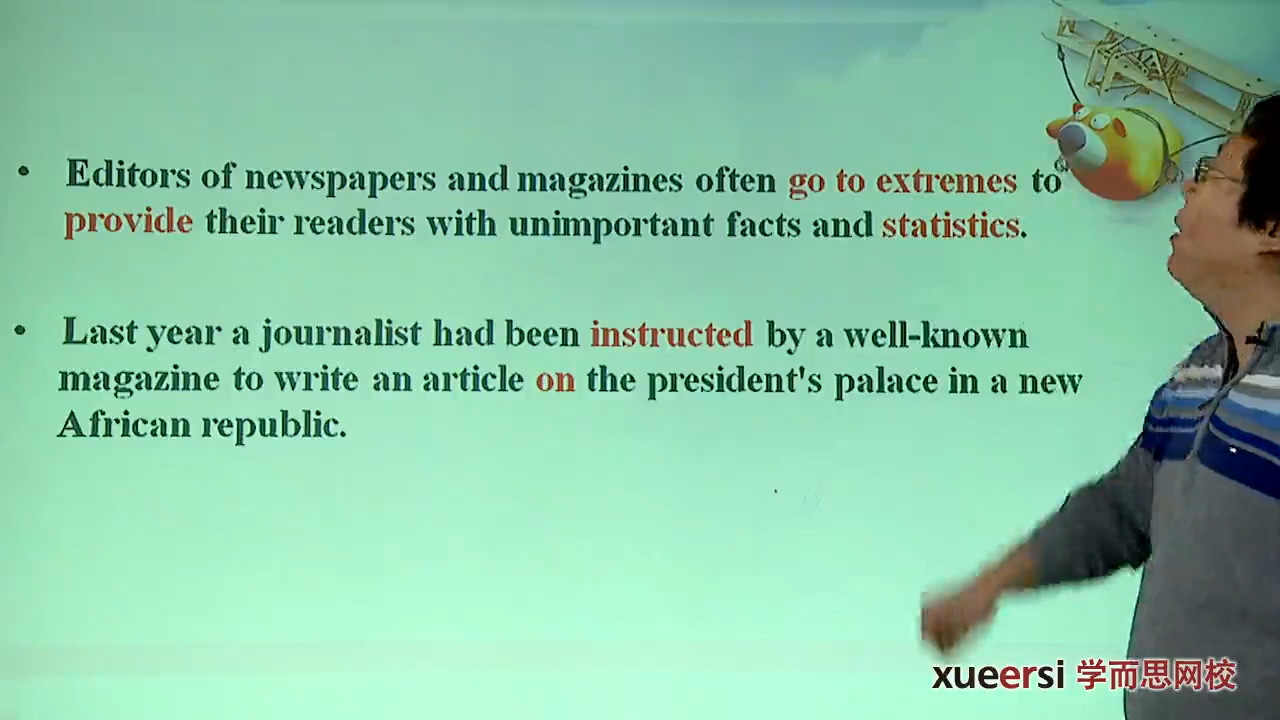 • Editors of newspapers and magazines often go to extremes to
provide their readers with unimportant facts and statistics.
• Last year a journalist had been instructed by a well-known
magazine to write an article on the president's palace in a new
African republic.
xueersi 学而思网校